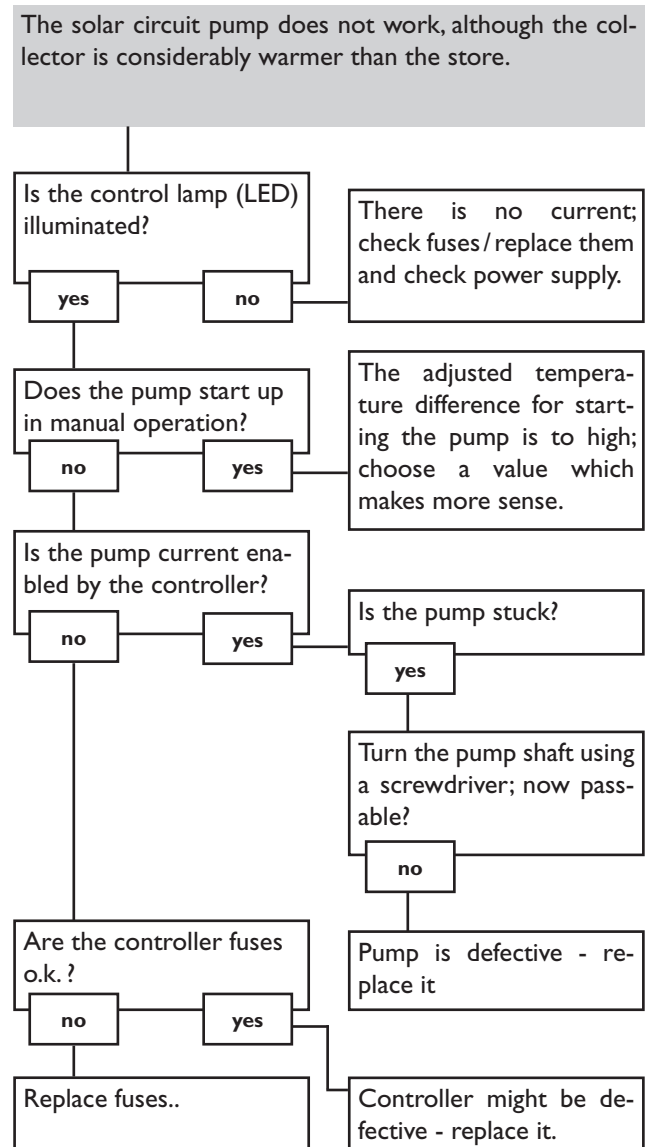 The solar circuit pump does not work, although the col-
lector is considerably warmer than the store.
Is the control lamp (LED)
illuminated?
yes
no
There is no current;
check fuses/replace them
and check power supply.
Does the pump start up
in manual operation?
no
yes
The adjusted tempera-
ture difference for start-
ing the pump is to high;
choose a value which
makes more sense.
Is the pump current ena-
bled by the controller?
no
yes
Is the pump stuck?
yes
Turn the pump shaft using
a screwdriver; now pass-
able?
no
Pump is defective - re-
place it
Are the controller fuses
o.k. ?
no
yes
Replace fuses..
Controller might be de-
fective - replace it.